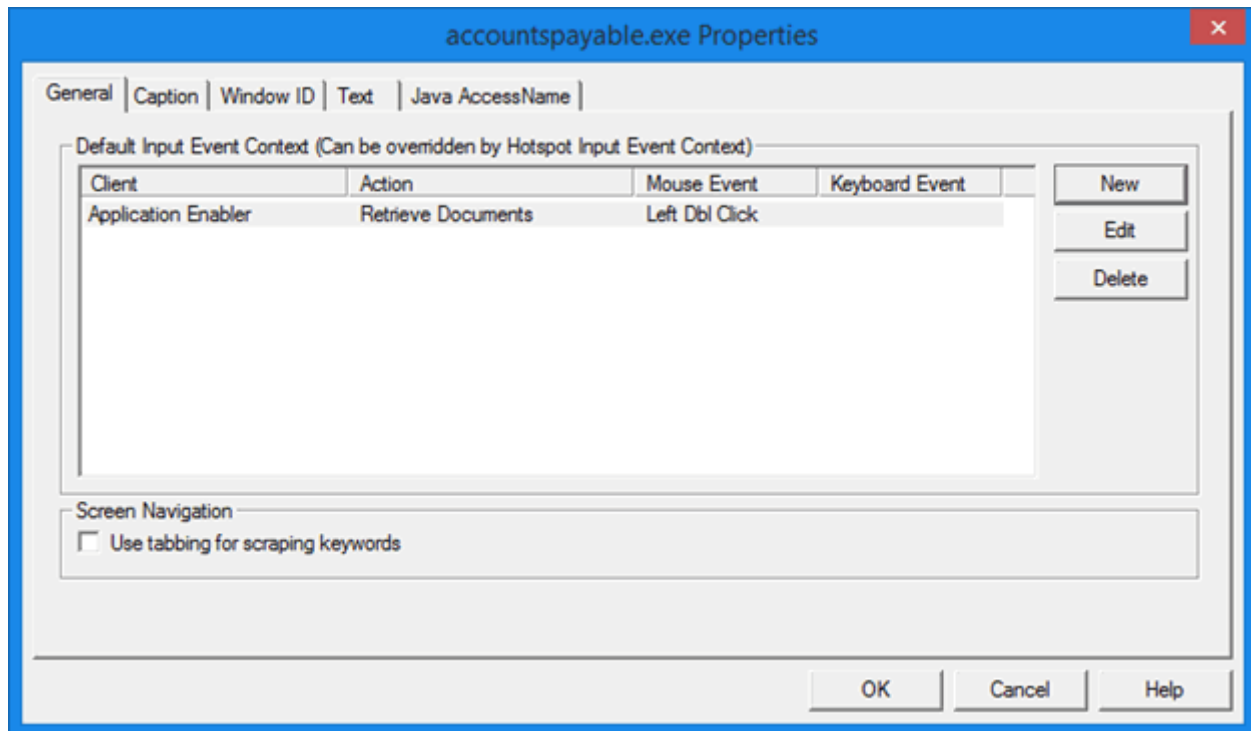 accountspayable.exe Properties
General Caption Window ID Text Java AccessName
Default Input Event Context (Can be overridden by Hotspot Input Event Context)
Client Action Mouse Event Keyboard Event
New
Application Enabler Retrieve Documents Left Dbl Click
Edit
Delete
Screen Navigation
Use tabbing for scraping keywords
OK Cancel Help